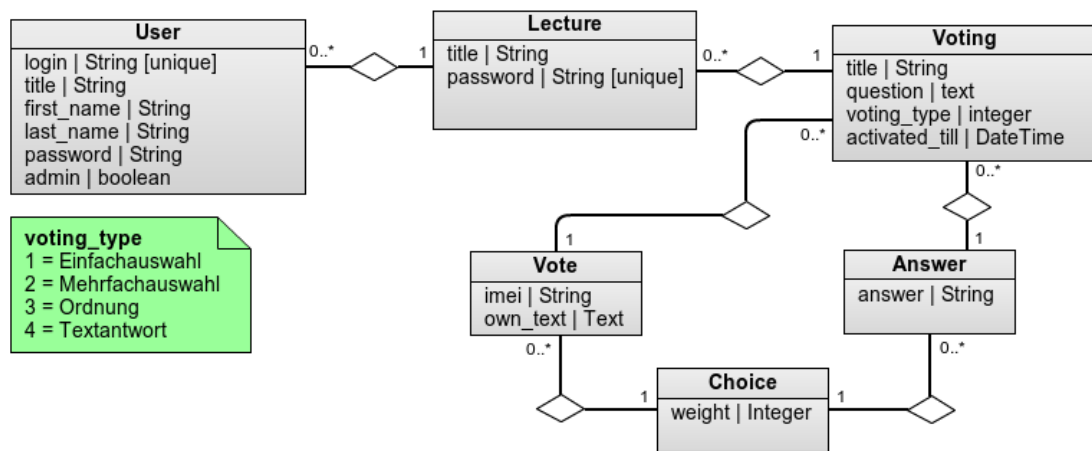 User
login | String [unique]
title | String
first_name | String
last_name | String
password | String
admin | boolean
0..*
1
Lecture
title | String
password | String [unique]
0..*
1
Voting
title | String
question | text
voting_type | integer
activated_till | DateTime
0..*
0..*
voting_type
1 = Einfachauswahl
2 = Mehrfachauswahl
3 = Ordnung
4 = Textantwort
1
Vote
imei | String
own_text | Text
0..*
1
Answer
answer | String
0..*
1
Choice
weight | Integer
1